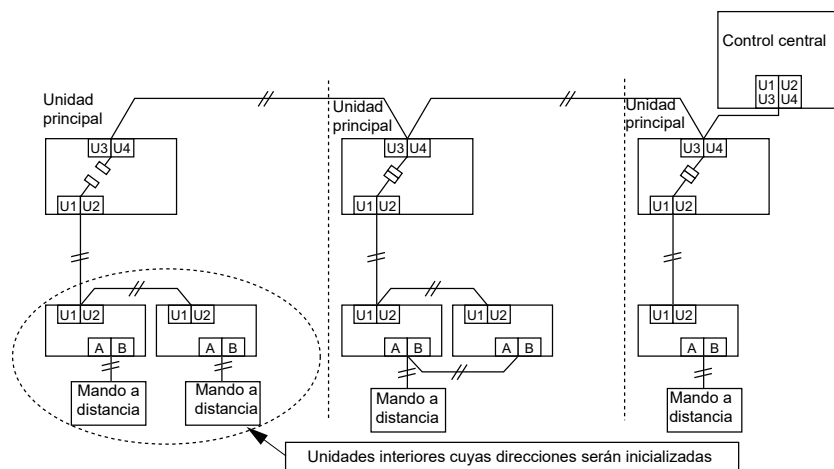 Control central
U1 U2
U3 U4
Unidad
principal
Unidad
principal
Unidad
principal
U3 U4
U3 U4
U3 U4
U1 U2
U1 U2
U1 U2
U1 U2
U1 U2
U1 U2
U1 U2
U1 U2
A B
A B
A B
A B
A B
Mando a
distancia
Mando a
distancia
Mando a
distancia
Mando a
distancia
Unidades interiores cuyas direcciones serán inicializadas